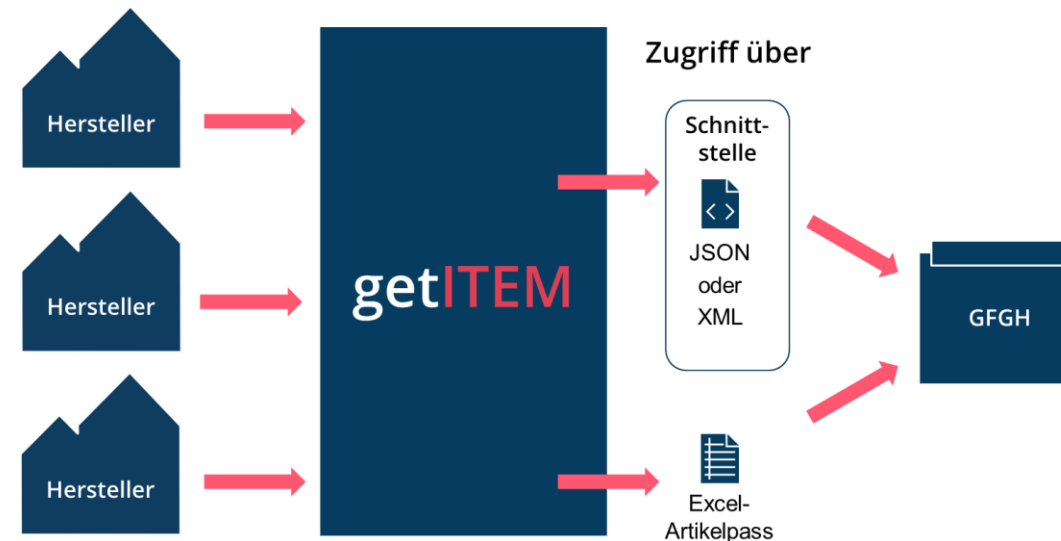 Hersteller
Hersteller
Hersteller
getITEM
Zugriff über
Schnitt-
stelle
JSON
oder
XML
Excel-
Artikelpass
GFGH